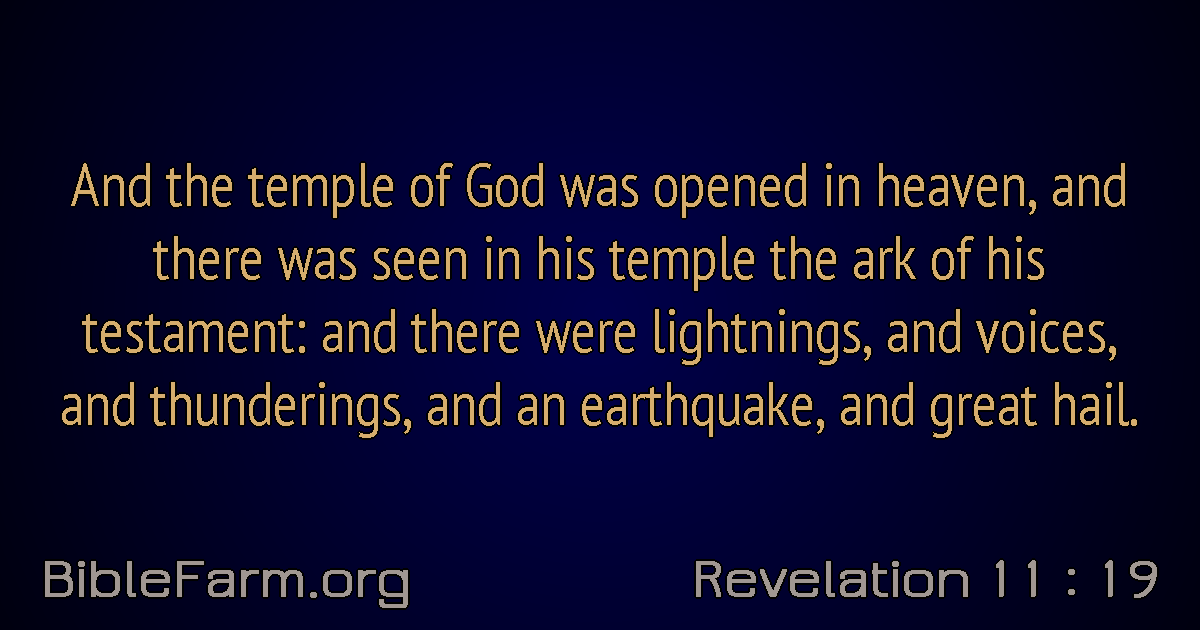 And the temple of God was opened in heaven, and
there was seen in his temple the ark of his
testament: and there were lightnings, and voices,
and thunderings, and an earthquake, and great hail.
BibleFarm.org
Revelation 11 : 19